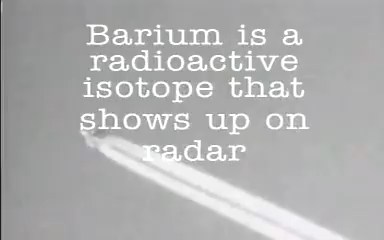 Barium is a
radioactive
isotope that
shows up on
radar